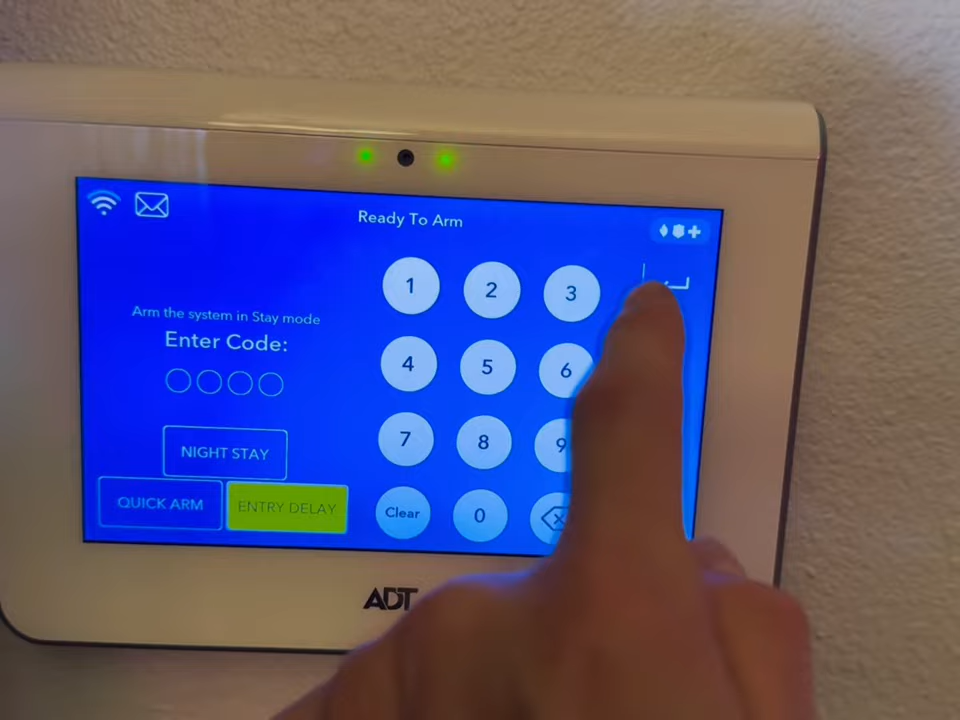 Ready To Arm
Arm the system in Stay mode
Enter Code:
1 2 3
4 5 6
7 8 9
Clear 0
NIGHT STAY
QUICK ARM ENTRY DELAY
ADT